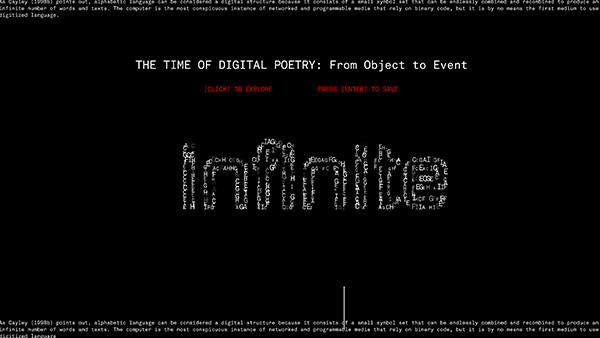 As Cayley (1998b) points out, alphabetic language can be considered a digital structure because it consists of a small symbol set that can be endlessly combined and recombined to produce an
infinite number of words and texts. The computer is the most conspicuous instance of networked and programmable media that rely on binary code, but it is by no means the first medium to use
digitized language.
THE TIME OF DIGITAL POETRY: From Object to Event
[CLICK] TO EXPLORE PRESS [ENTER] TO SAVE
infinite
As Cayley (1998b) points out, alphabetic language can be considered a digital structure because it consists of a small symbol set that can be endlessly combined and recombined to produce an
infinite number of words and texts. The computer is the most conspicuous instance of networked and programmable media that rely on binary code, but it is by no means the first medium to use
digitized language